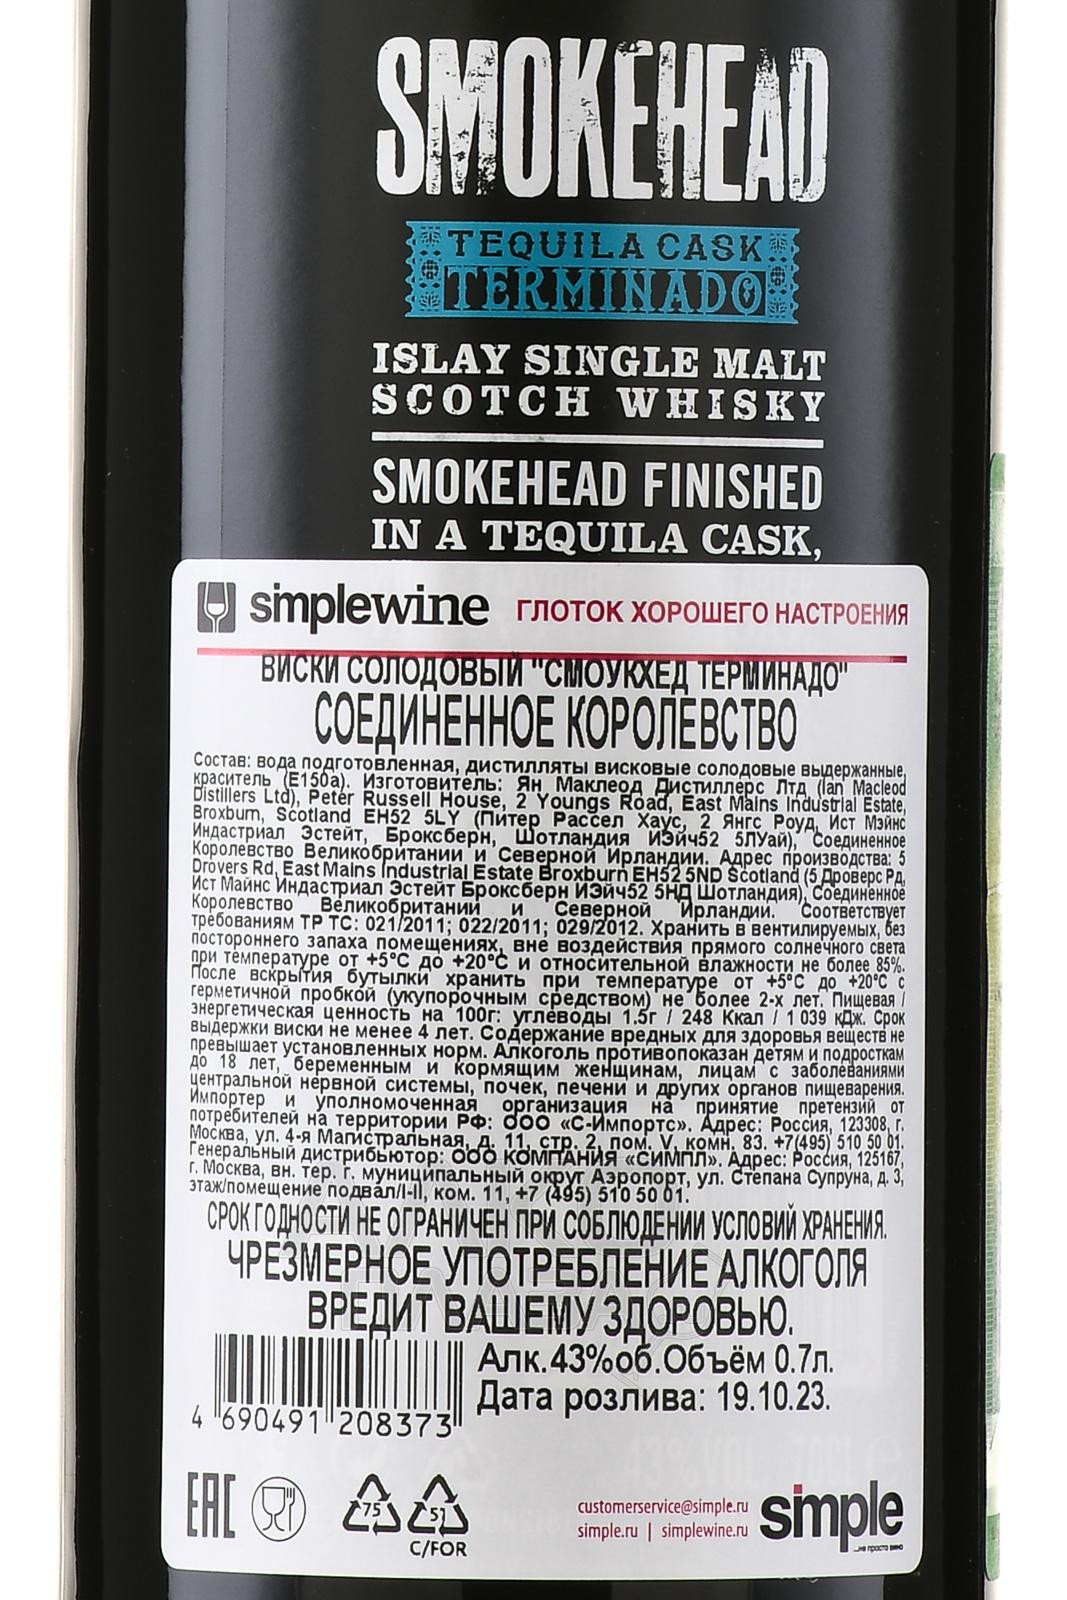 SMOKEHEAD
TEQUILA CASK
TERMINADO
ISLAY SINGLE MALT
SCOTCH WHISKY
SMOKEHEAD FINISHED
IN A TEQUILA CASK,
simplewine ГЛОТОК ХОРОШЕГО НАСТРОЕНИЯ
ВИСКИ СОЛОДОВЫЙ "СМОУКХЕД ТЕРМИНАДО"
СОЕДИНЕННОЕ КОРОЛЕВСТВО
Состав: вода подготовленная, дистилляты висковые солодовые выдержанные,
краситель (Е150а). Изготовитель: Ян Маклеод Дистиллерс Лтд (Ian Macleod
Distillers Ltd), Peter Russell House, 2 Youngs Road, East Mains Industrial Estate,
Broxburn, Scotland EH52 5LY (Питер Рассел Хаус, 2 Янгс Роуд, Ист Мэйнс
Индастриал Эстейт, Броксберн, Шотландия ИЭйч52 5ЛУай), Соединенное
Королевство Великобритании и Северной Ирландии. Адрес производства: 5
Drovers Rd, East Mains Industrial Estate Broxburn EH52 5ND Scotland (5 Дроверс Рд,
Ист Майнс Индастриал Эстейт Броксберн ИЭйч52 5НД Шотландия), Соединенное
Королевство Великобритании и Северной Ирландии. Соответствует
требованиям ТР ТС: 021/2011; 022/2011; 029/2012. Хранить в вентилируемых, без
постороннего запаха помещениях, вне воздействия прямого солнечного света
при температуре от +5°С до +20°С и относительной влажности не более 85%.
После вскрытия бутылки хранить при температуре от +5°С до +20°С с
герметичной пробкой (укупорочным средством) не более 2-х лет. Пищевая /
энергетическая ценность на 100г: углеводы 1.5г / 248 Ккал / 1 039 кДж. Срок
выдержки виски не менее 4 лет. Содержание вредных для здоровья веществ не
превышает установленных норм. Алкоголь противопоказан детям и подросткам
до 18 лет, беременным и кормящим женщинам, лицам с заболеваниями
центральной нервной системы, почек, печени и других органов пищеварения.
Импортер и уполномоченная организация на принятие претензий от
потребителей на территории РФ: ООО «С-Импортс». Адрес: Россия, 123308, г.
Москва, ул. 4-я Магистральная, д. 11, стр. 2, пом. V, комн. 83. +7(495) 510 50 01.
Генеральный дистрибьютор: ООО КОМПАНИЯ «СИМПЛ». Адрес: Россия, 125167,
г. Москва, вн. тер. г. муниципальный округ Аэропорт, ул. Степана Супруна, д. 3,
этаж/помещение подвал/I-II, ком. 11, +7 (495) 510 50 01.
СРОК ГОДНОСТИ НЕ ОГРАНИЧЕН ПРИ СОБЛЮДЕНИИ УСЛОВИЙ ХРАНЕНИЯ.
ЧРЕЗМЕРНОЕ УПОТРЕБЛЕНИЕ АЛКОГОЛЯ
ВРЕДИТ ВАШЕМУ ЗДОРОВЬЮ.
Алк.43%об.Объём 0.7л.
Дата розлива: 19.10.23.
4 690491 208373
EAC
75
51
C/FOR
customerservice@simple.ru
simple.ru | simplewine.ru
simple
...не просто вино